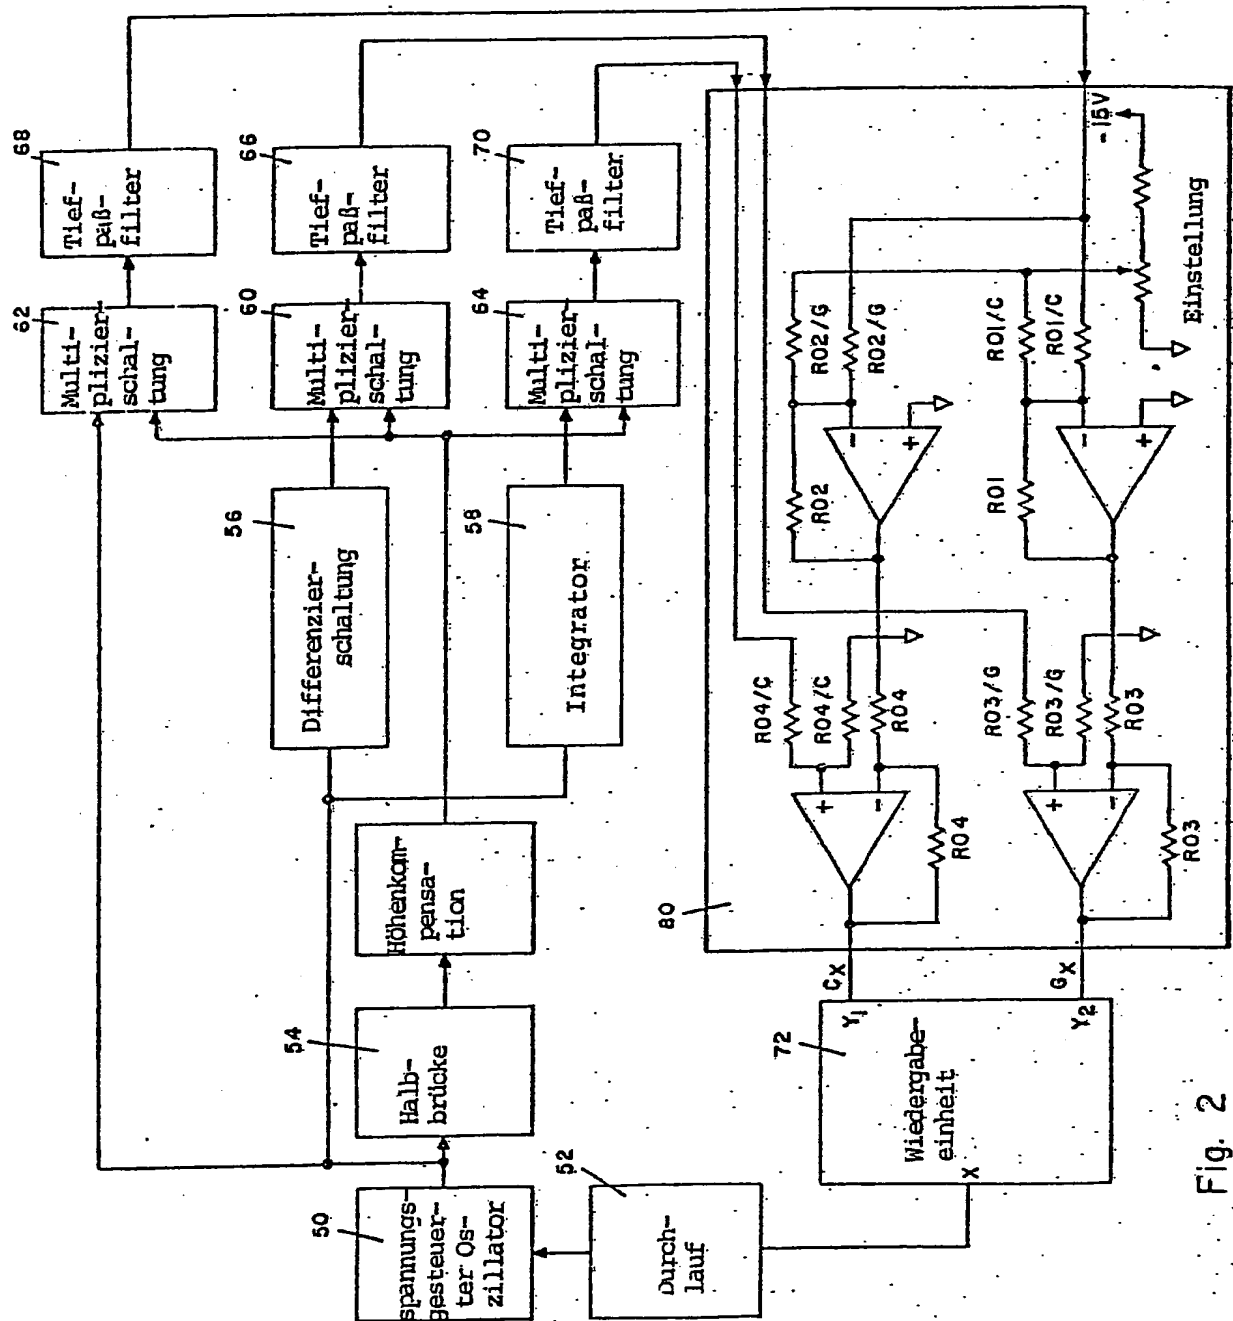 68
Tief-
paß-
filter
66
Tief-
paß-
filter
70
Tief-
paß-
filter
62
Multi-
plizier-
schal-
tung
60
Multi-
plizier-
schal-
tung
64
Multi-
plizier-
schal-
tung
56
Differenzier-
schaltung
58
Integrator
Höhenkom-
pensa-
tion
54
Halb-
brücke
50
spannungs-
gesteuer-
ter Os-
zillator
52
Durch-
lauf
72
Wiedergabe-
einheit
X
Y1
Y2
CX
GX
80
-15V
Einstellung
RO2/G
RO2/G
RO1/C
RO1/C
RO2
RO1
-
+
-
+
RO4/C
RO4/C
RO4
RO3/G
RO3/G
RO3
+
-
+
-
RO4
RO3
Fig. 2